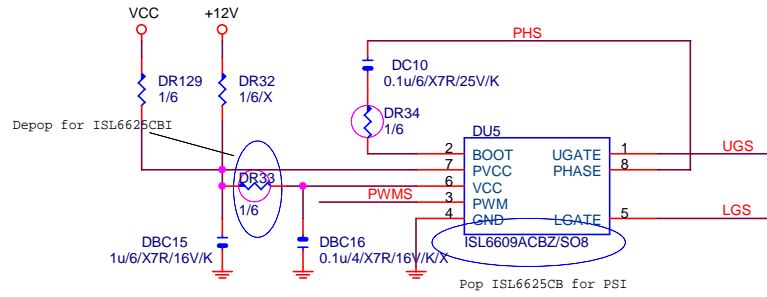 VCC
+12V
PHS
DR129
1/6
DR32
1/6/X
DC10
0.1u/6/X7R/25V/K
DR34
1/6
Depop for ISL6625CBI
DU5
2
BOOT
UGATE
1
UGS
7
PVCC
PHASE
8
DR33
6
VCC
PWMS
3
PWM
1/6
4
GND
LGATE
5
LGS
DBC15
1u/6/X7R/16V/K
DBC16
0.1u/4/X7R/16V/K/X
ISL6609ACBZ/SO8
Pop ISL6625CB for PSI